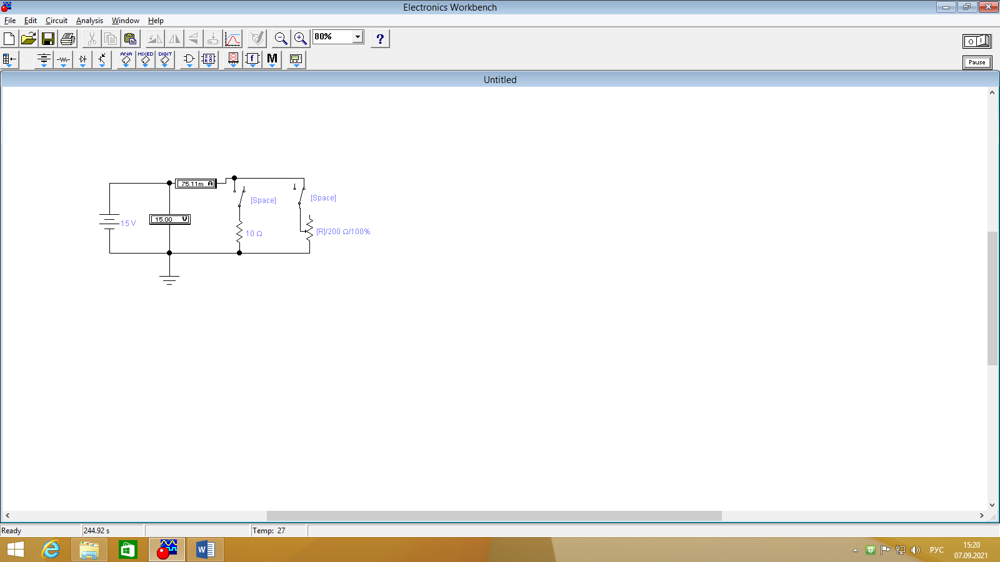 Electronics Workbench
File Edit Circuit Analysis Window Help
80%
?
ANA MIXED DIGIT
f M
O I
Pause
Untitled
75.11m A
[Space]
[Space]
15 V
15.00 V
10 Ω
[R]/200 Ω/100%
Ready 244.92 s Temp: 27
РУС
15:20
07.09.2021